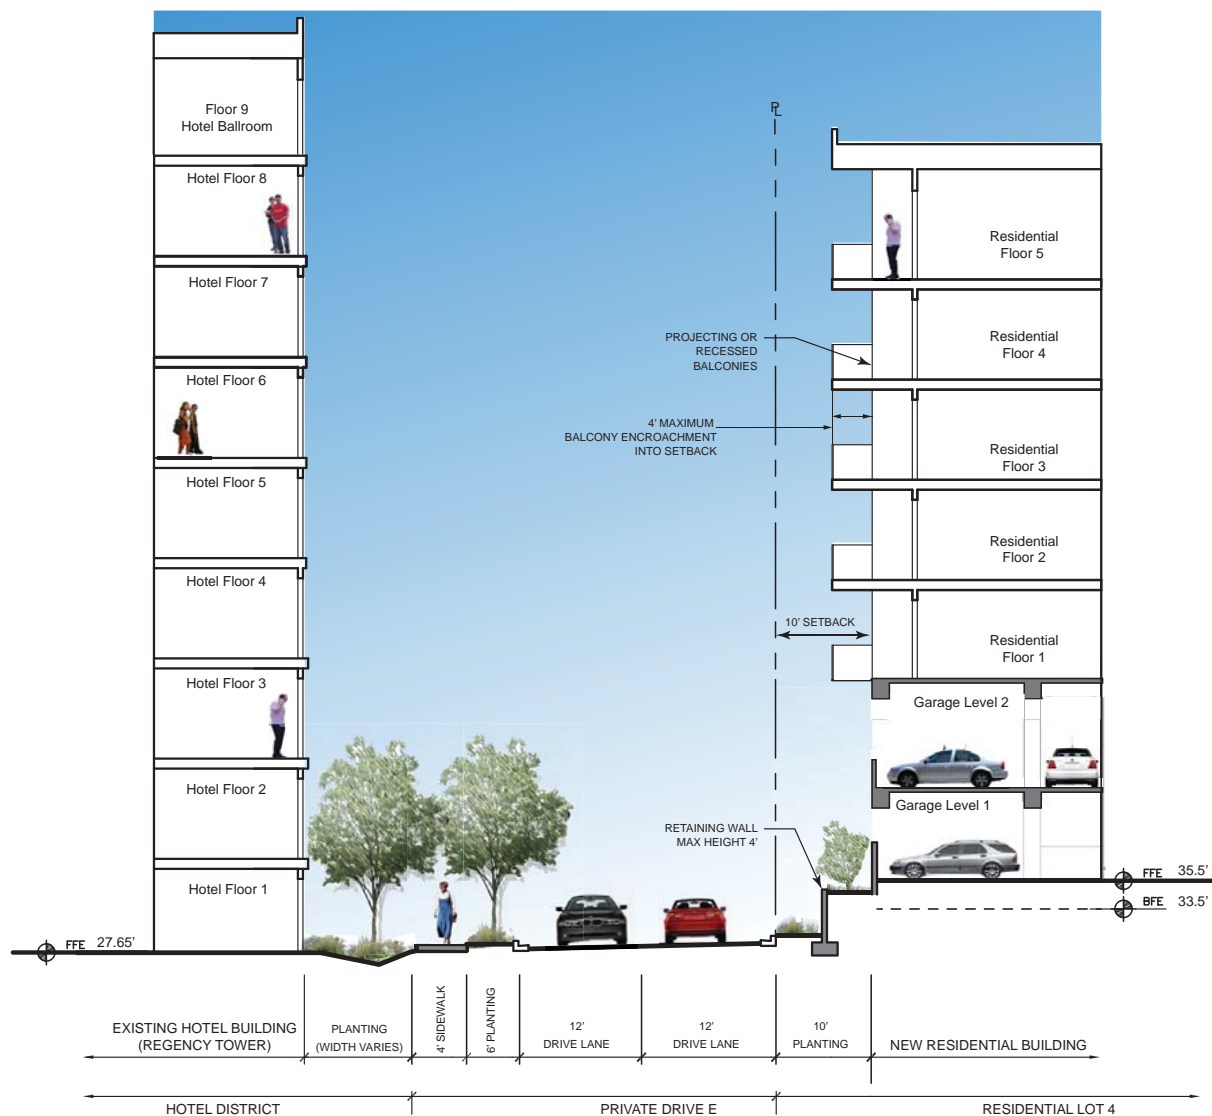 Floor 9
Hotel Ballroom
Hotel Floor 8
Hotel Floor 7
Hotel Floor 6
Hotel Floor 5
Hotel Floor 4
Hotel Floor 3
Hotel Floor 2
Hotel Floor 1
FFE 27.65'
PL
PROJECTING OR
RECESSED
BALCONIES
4' MAXIMUM
BALCONY ENCROACHMENT
INTO SETBACK
10' SETBACK
RETAINING WALL
MAX HEIGHT 4'
Residential
Floor 5
Residential
Floor 4
Residential
Floor 3
Residential
Floor 2
Residential
Floor 1
Garage Level 2
Garage Level 1
FFE 35.5'
BFE 33.5'
EXISTING HOTEL BUILDING
(REGENCY TOWER)
PLANTING
(WIDTH VARIES)
4' SIDEWALK
6' PLANTING
12'
DRIVE LANE
12'
DRIVE LANE
10'
PLANTING
NEW RESIDENTIAL BUILDING
HOTEL DISTRICT
PRIVATE DRIVE E
RESIDENTIAL LOT 4